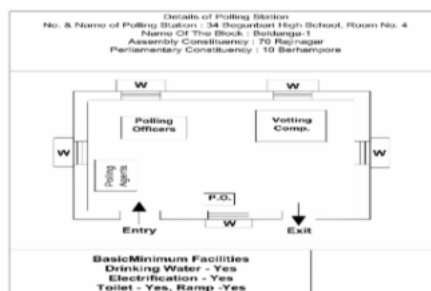 Details of Polling Station
No. & Name of Polling Station : 34 Begunbari High School, Room No. 4
Name Of The Block : Beldanga-1
Assembly Constituency : 70 Rejinagar
Parliamentary Constituency : 10 Berhampore
W
W
Polling
Officers
Votting
Comp.
W
W
Polling
Agents
P.O.
W
Entry
Exit
BasicMinimum Facilities
Drinking Water - Yes
Electrification - Yes
Toilet - Yes, Ramp -Yes